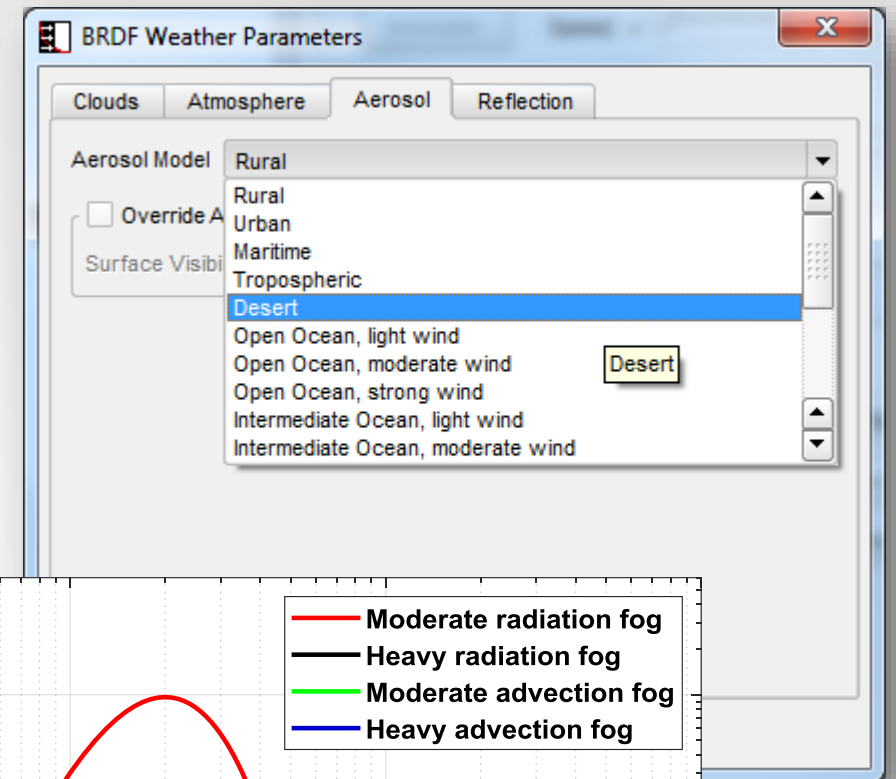 BRDF Weather Parameters
Clouds Atmosphere Aerosol Reflection
Aerosol Model Rural
Rural
Override A
Urban
Maritime
Surface Visibi
Tropospheric
Desert
Open Ocean, light wind
Open Ocean, moderate wind
Desert
Open Ocean, strong wind
Intermediate Ocean, light wind
Intermediate Ocean, moderate wind
Moderate radiation fog
Heavy radiation fog
Moderate advection fog
Heavy advection fog